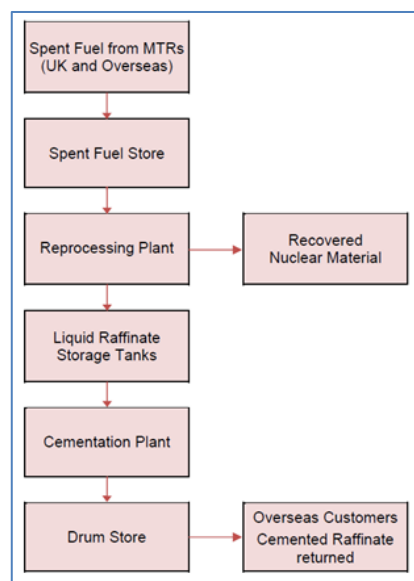 Spent Fuel from MTRs
(UK and Overseas)
Spent Fuel Store
Reprocessing Plant
Recovered
Nuclear Material
Liquid Raffinate
Storage Tanks
Cementation Plant
Drum Store
Overseas Customers
Cemented Raffinate
returned